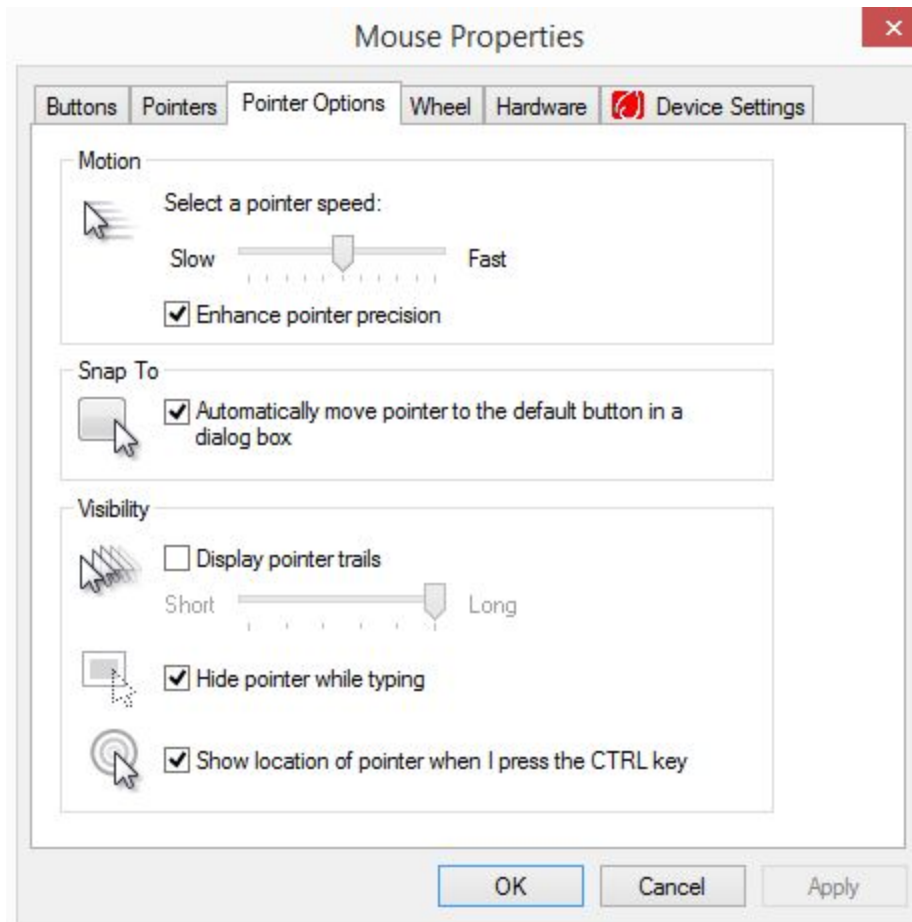 Mouse Properties
Buttons Pointers Pointer Options Wheel Hardware Device Settings
Motion
Select a pointer speed:
Slow Fast
Enhance pointer precision
Snap To
Automatically move pointer to the default button in a
dialog box
Visibility
Display pointer trails
Short Long
Hide pointer while typing
Show location of pointer when I press the CTRL key
OK Cancel Apply